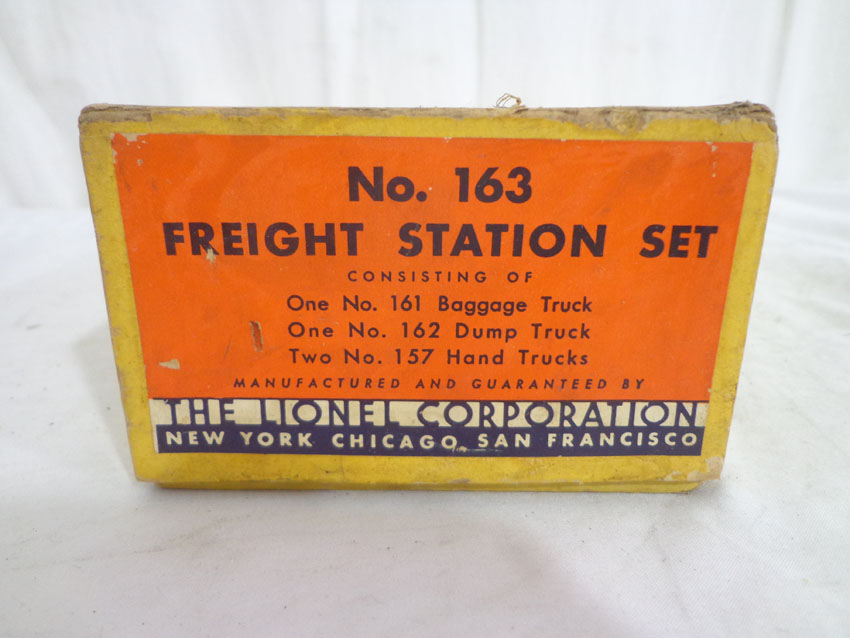 No. 163
FREIGHT STATION SET
CONSISTING OF
One No. 161 Baggage Truck
One No. 162 Dump Truck
Two No. 157 Hand Trucks
MANUFACTURED AND GUARANTEED BY
THE LIONEL CORPORATION
NEW YORK CHICAGO SAN FRANCISCO